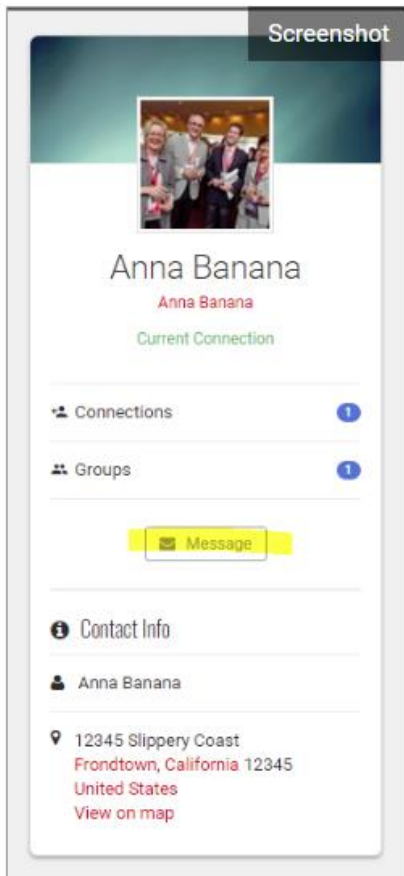 Screenshot
Anna Banana
Anna Banana
Current Connection
Connections 1
Groups 1
Message
Contact Info
Anna Banana
12345 Slippery Coast
Frondtown, California 12345
United States
View on map